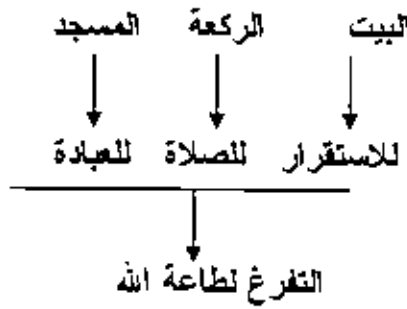 البيت الركعة المسجد
للاستقرار للصلاة للعبادة
التفرغ لطاعة الله